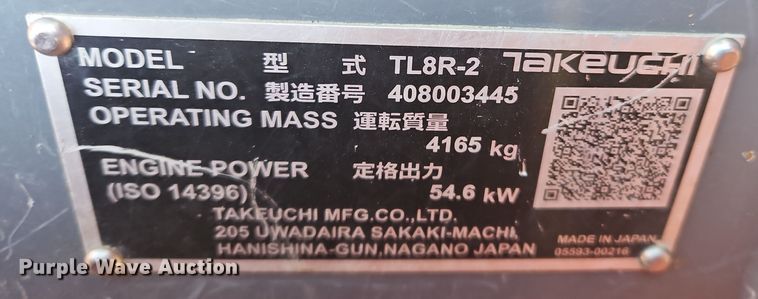 MODEL 型 式 TL8R-2 TAKEUCHI
SERIAL NO. 製造番号 408003445
OPERATING MASS 運転質量
4165 kg
ENGINE POWER 定格出力
(ISO 14396) 54.6 kW
TAKEUCHI MFG.CO.,LTD.
205 UWADAIRA SAKAKI-MACHI,
HANISHINA-GUN,NAGANO JAPAN
MADE IN JAPAN
05593-00216
Purple Wave Auction